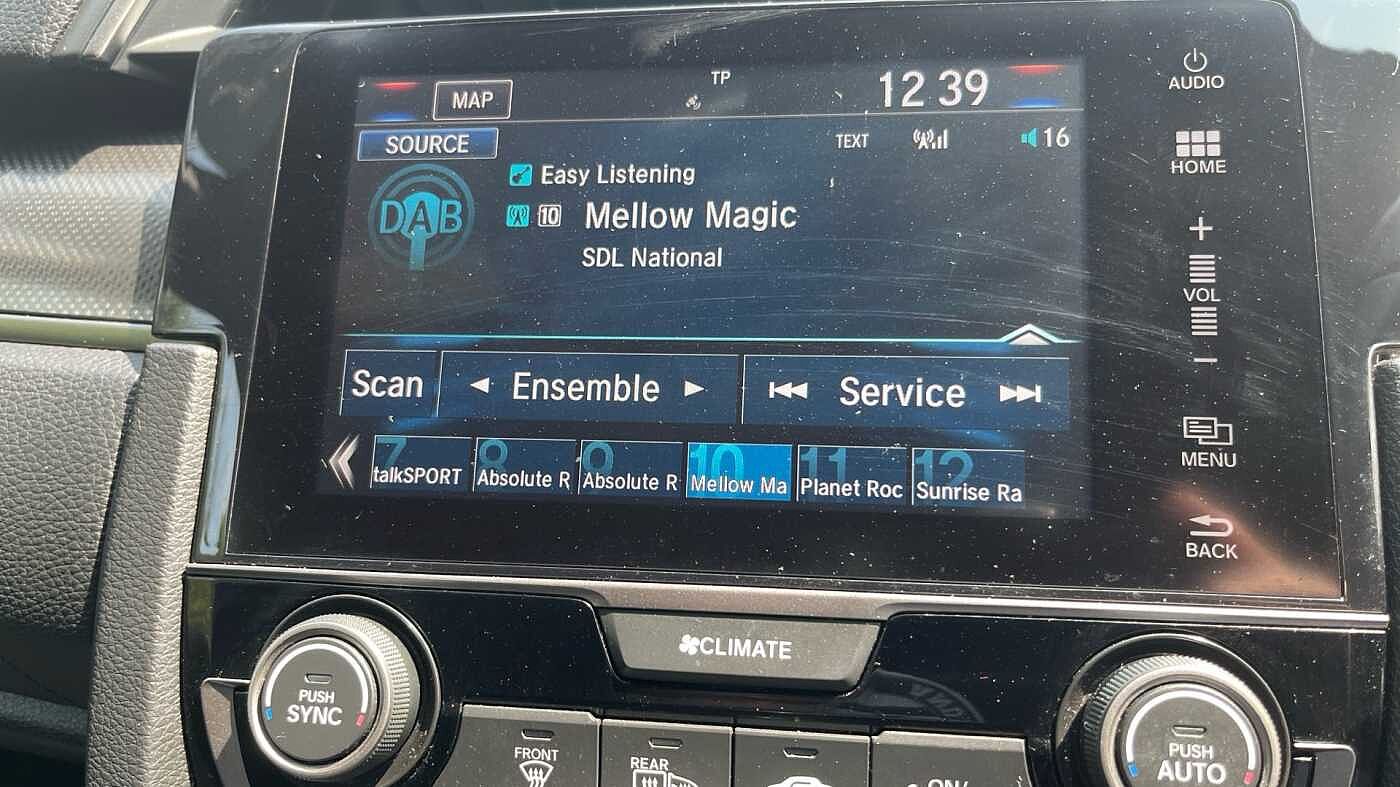 MAP TP 12 39
SOURCE TEXT 16
DAB
Easy Listening
10 Mellow Magic
SDL National
Scan Ensemble Service
7 8 9 10 11 12
talkSPORT Absolute R Absolute R Mellow Ma Planet Roc Sunrise Ra
AUDIO
HOME
+
VOL
−
MENU
BACK
CLIMATE
PUSH
SYNC
FRONT
REAR
ON/
PUSH
AUTO